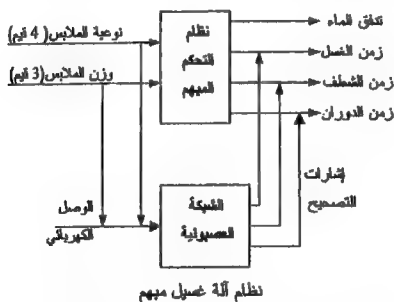 نوعية الملابس( 4 قيم)
وزن الملابس(3 قيم)
نظام
التحكم
المبهم
تدفق الماء
زمن الغسل
زمن الشطف
زمن الدوران
إشارات
التصحيح
الوصل
الكهربائي
الشبكة
العصبونية
نظام آلة غسيل مبهم